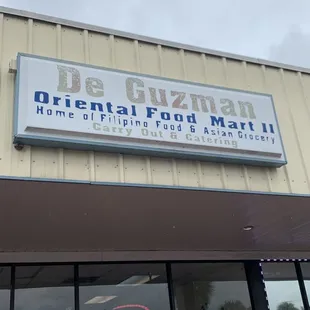 De Guzman
Oriental Food Mart II
Home of Filipino Food & Asian Grocery
Carry Out & Catering